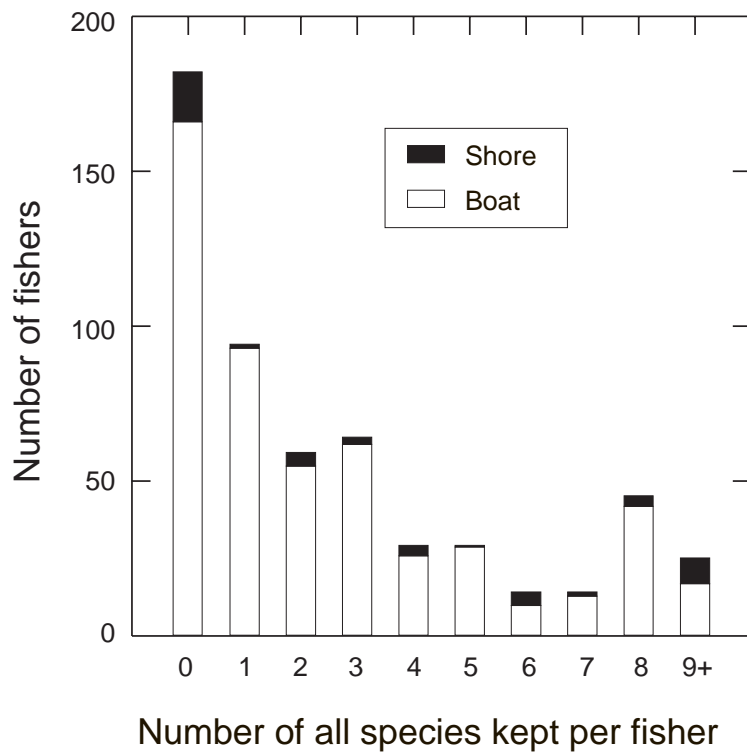 200
150
100
50
0
Number of fishers
Shore
Boat
0 1 2 3 4 5 6 7 8 9+
Number of all species kept per fisher